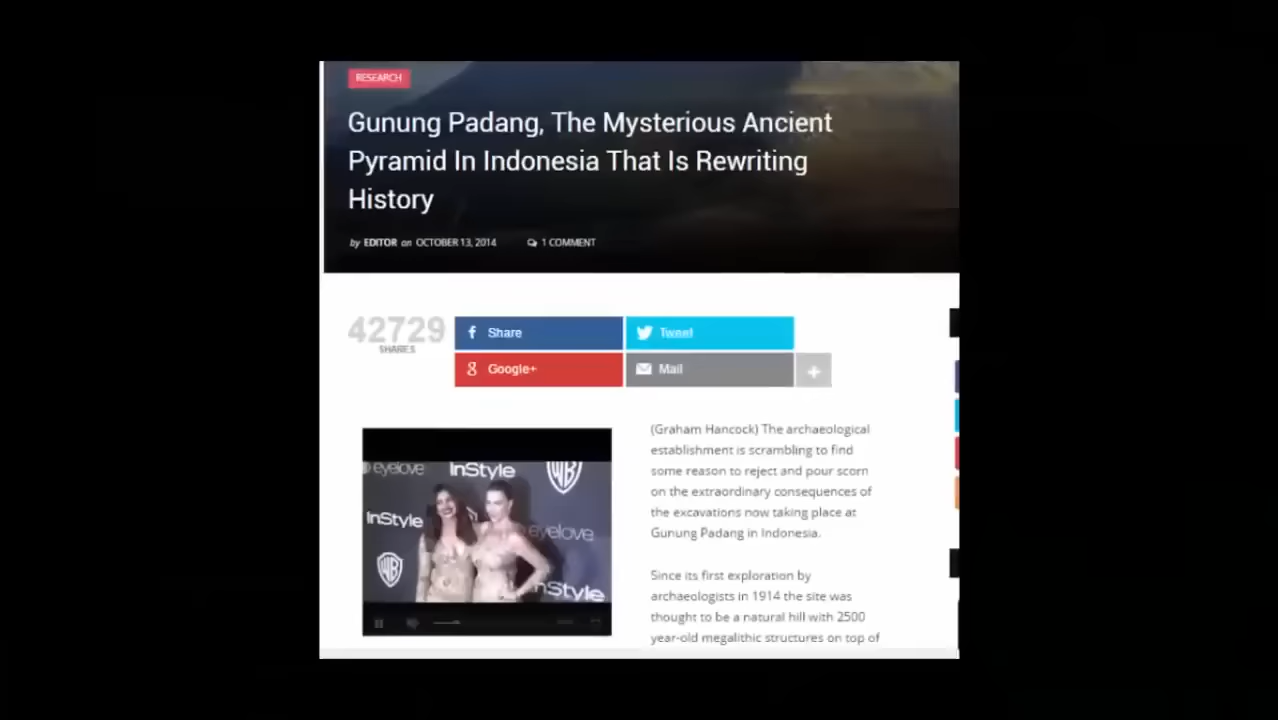 RESEARCH
Gunung Padang, The Mysterious Ancient
Pyramid In Indonesia That Is Rewriting
History
by EDITOR on OCTOBER 13, 2014 1 COMMENT
42729
SHARES
Share
Tweet
Google+
Mail
eyelove
InStyle
WB
InStyle
eyelove
WB
nStyle
(Graham Hancock) The archaeological
establishment is scrambling to find
some reason to reject and pour scorn
on the extraordinary consequences of
the excavations now taking place at
Gunung Padang in Indonesia.
Since its first exploration by
archaeologists in 1914 the site was
thought to be a natural hill with 2500
year-old megalithic structures on top of